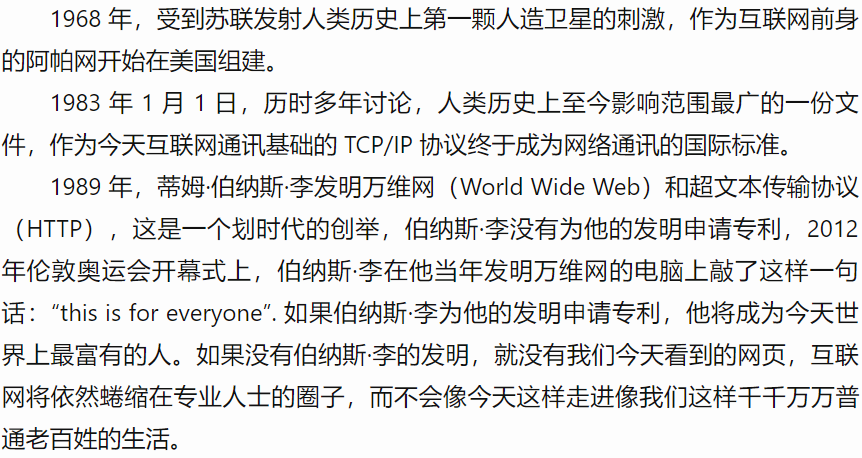 1968 年，受到苏联发射人类历史上第一颗人造卫星的刺激，作为互联网前身
的阿帕网开始在美国组建。
1983 年 1 月 1 日，历时多年讨论，人类历史上至今影响范围最广的一份文
件，作为今天互联网通讯基础的 TCP/IP 协议终于成为网络通讯的国际标准。
1989 年，蒂姆·伯纳斯·李发明万维网（World Wide Web）和超文本传输协议
（HTTP），这是一个划时代的创举，伯纳斯·李没有为他的发明申请专利，2012
年伦敦奥运会开幕式上，伯纳斯·李在他当年发明万维网的电脑上敲了这样一句
话：“this is for everyone”. 如果伯纳斯·李为他的发明申请专利，他将成为今天世
界上最富有的人。如果没有伯纳斯·李的发明，就没有我们今天看到的网页，互联
网将依然蜷缩在专业人士的圈子，而不会像今天这样走进像我们这样千千万万普
通老百姓的生活。